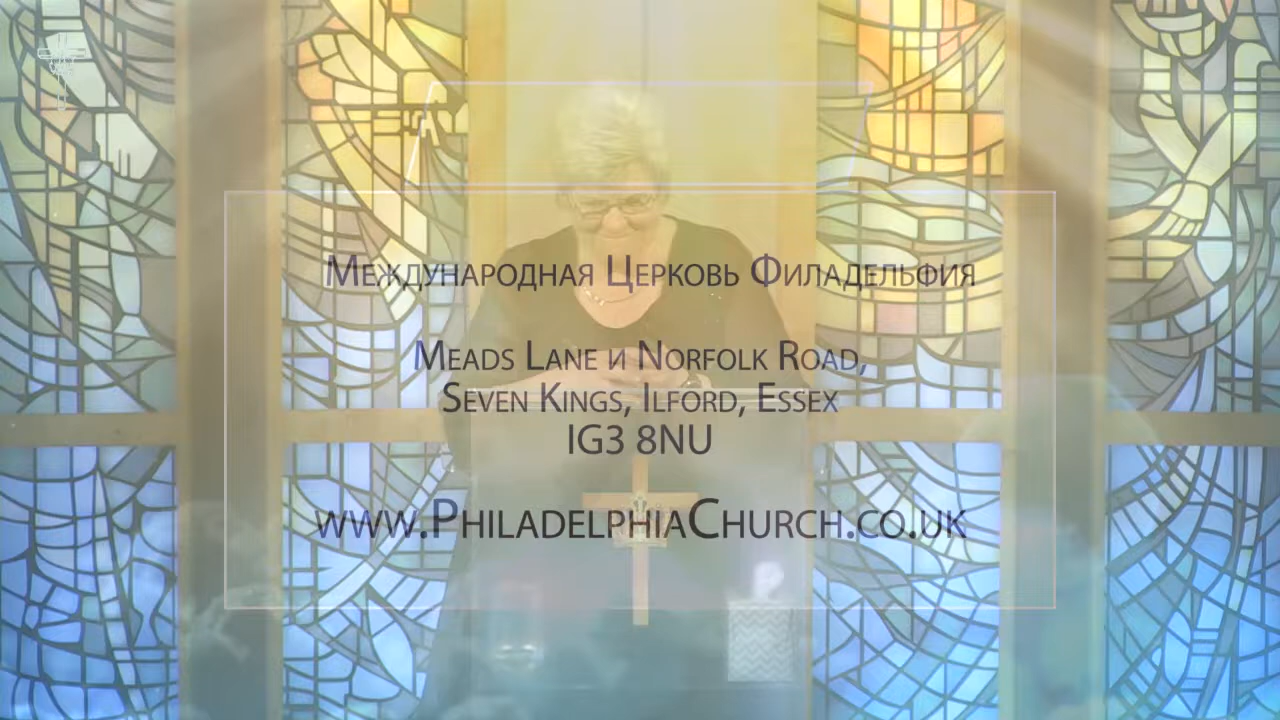 Международная Церковь Филадельфия
Meads Lane и Norfolk Road,
Seven Kings, Ilford, Essex
IG3 8NU
www.PhiladelphiaChurch.co.uk